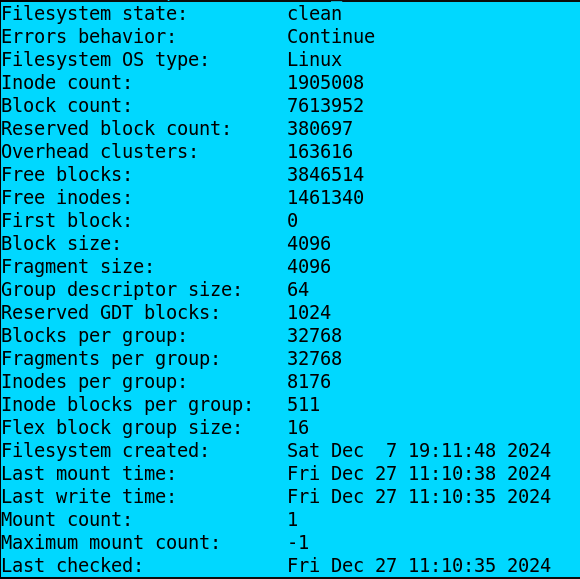 Filesystem state:         clean
Errors behavior:          Continue
Filesystem OS type:       Linux
Inode count:              1905008
Block count:              7613952
Reserved block count:     380697
Overhead clusters:        163616
Free blocks:              3846514
Free inodes:              1461340
First block:              0
Block size:               4096
Fragment size:            4096
Group descriptor size:    64
Reserved GDT blocks:      1024
Blocks per group:         32768
Fragments per group:      32768
Inodes per group:         8176
Inode blocks per group:   511
Flex block group size:    16
Filesystem created:       Sat Dec  7 19:11:48 2024
Last mount time:          Fri Dec 27 11:10:38 2024
Last write time:          Fri Dec 27 11:10:35 2024
Mount count:              1
Maximum mount count:      -1
Last checked:             Fri Dec 27 11:10:35 2024